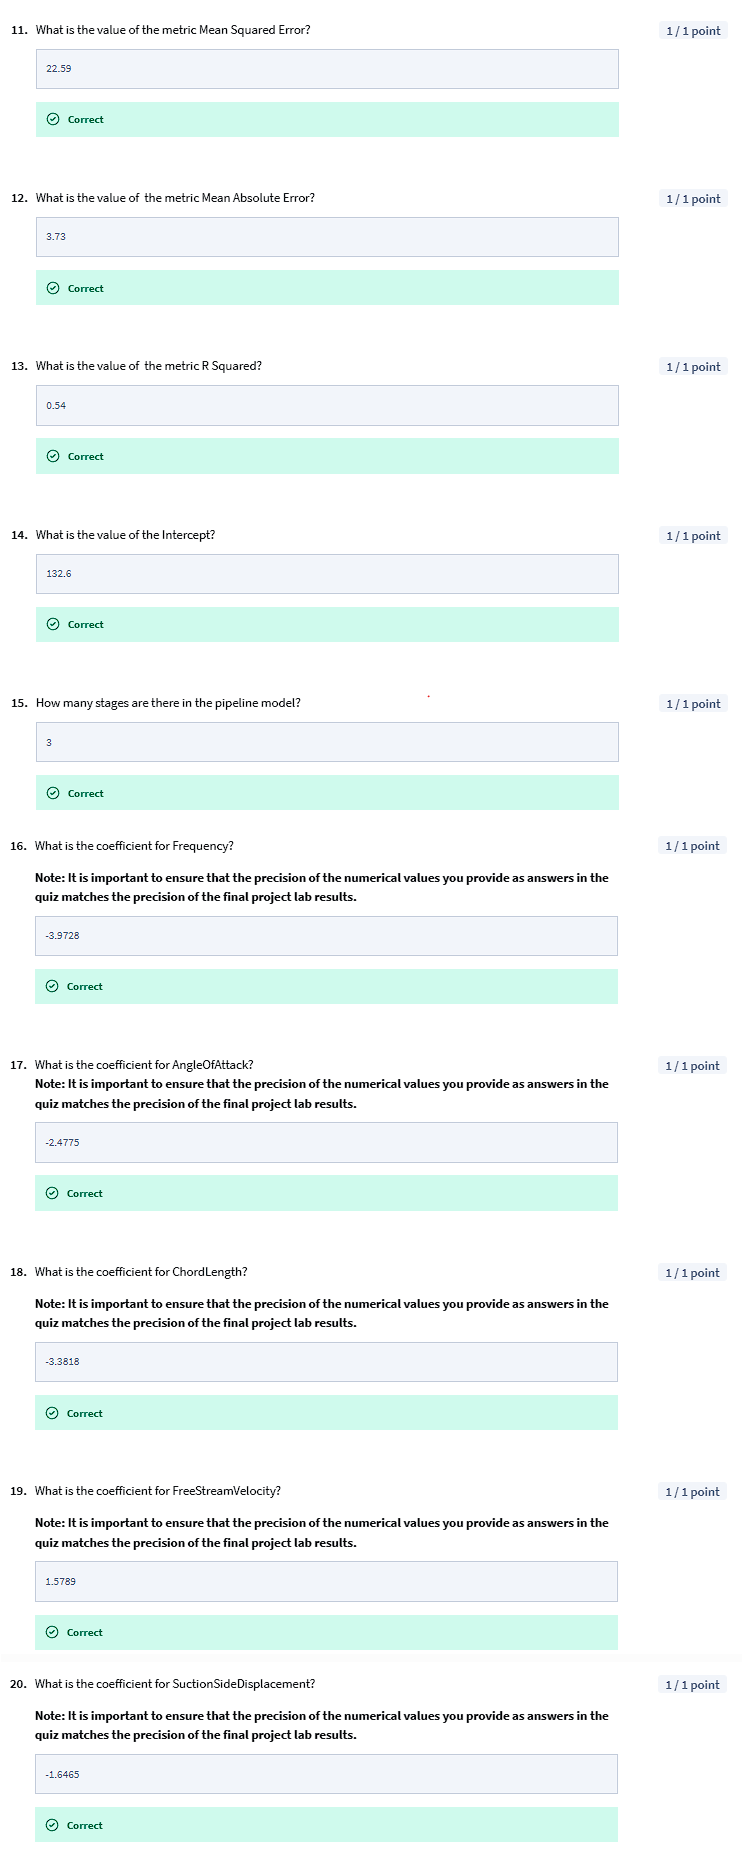 11. What is the value of the metric Mean Squared Error?
1 / 1 point
22.59
Correct
12. What is the value of the metric Mean Absolute Error?
1 / 1 point
3.73
Correct
13. What is the value of the metric R Squared?
1 / 1 point
0.54
Correct
14. What is the value of the Intercept?
1 / 1 point
132.6
Correct
15. How many stages are there in the pipeline model?
1 / 1 point
3
Correct
16. What is the coefficient for Frequency?
1 / 1 point
Note: It is important to ensure that the precision of the numerical values you provide as answers in the
quiz matches the precision of the final project lab results.
-3.9728
Correct
17. What is the coefficient for AngleOfAttack?
1 / 1 point
Note: It is important to ensure that the precision of the numerical values you provide as answers in the
quiz matches the precision of the final project lab results.
-2.4775
Correct
18. What is the coefficient for ChordLength?
1 / 1 point
Note: It is important to ensure that the precision of the numerical values you provide as answers in the
quiz matches the precision of the final project lab results.
-3.3818
Correct
19. What is the coefficient for FreeStreamVelocity?
1 / 1 point
Note: It is important to ensure that the precision of the numerical values you provide as answers in the
quiz matches the precision of the final project lab results.
1.5789
Correct
20. What is the coefficient for SuctionSideDisplacement?
1 / 1 point
Note: It is important to ensure that the precision of the numerical values you provide as answers in the
quiz matches the precision of the final project lab results.
-1.6465
Correct